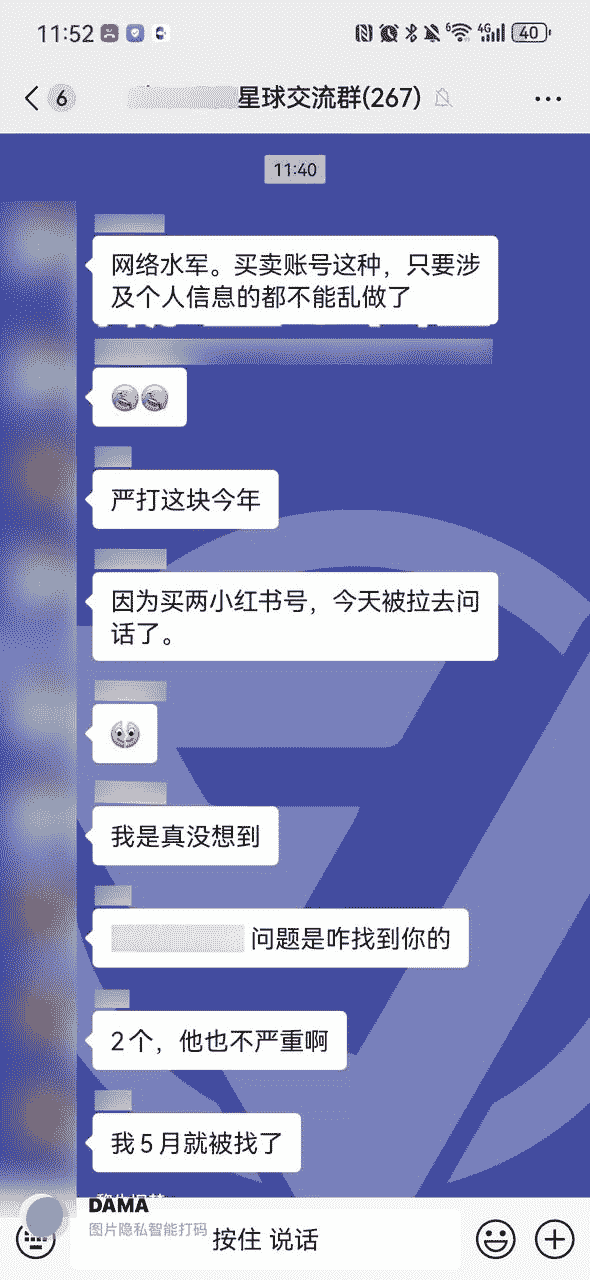 11:52
6
4G
40
6
星球交流群(267)
11:40
网络水军。买卖账号这种，只要涉
及个人信息的都不能乱做了
严打这块今年
因为买两小红书号，今天被拉去问
话了。
我是真没想到
问题是咋找到你的
2个，他也不严重啊
我5月就被找了
DAMA
图片隐私智能打码
按住 说话